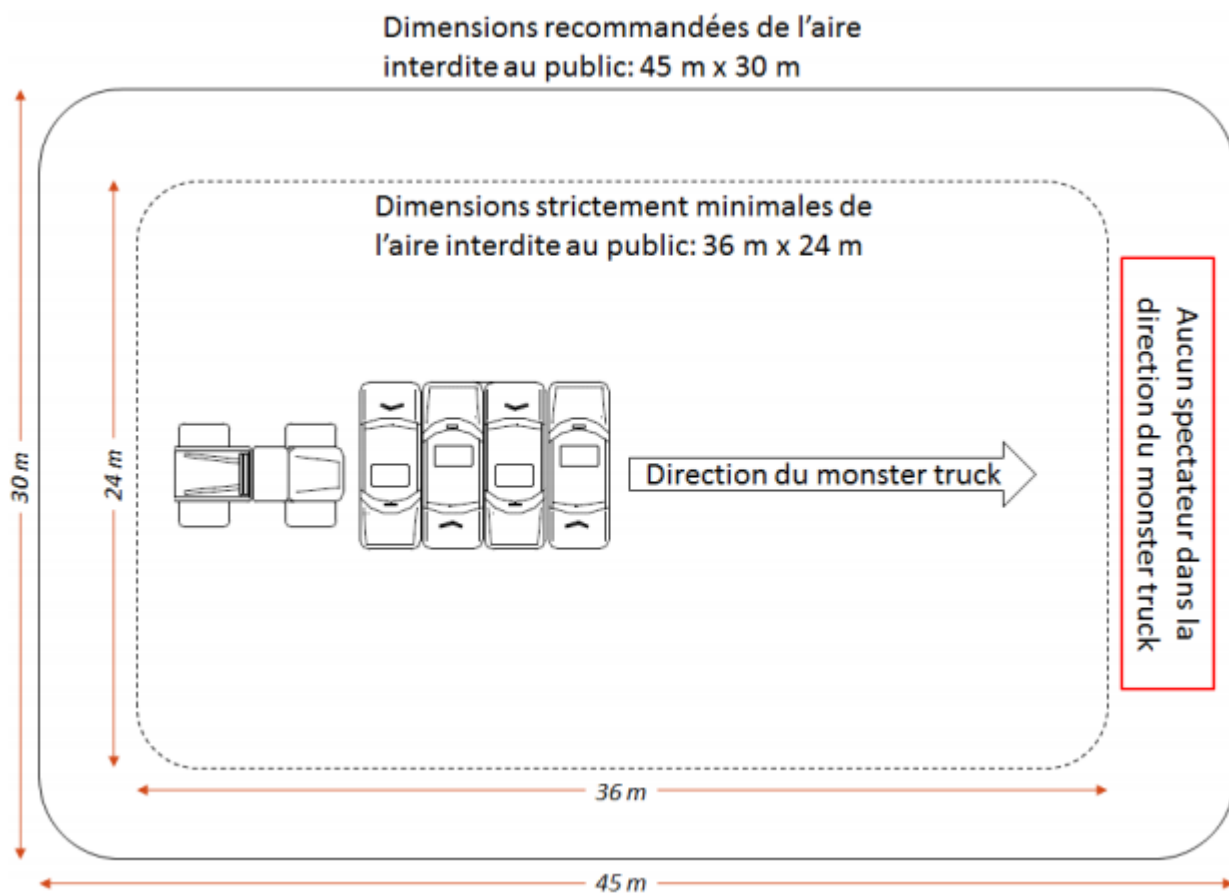 Dimensions recommandées de l’aire
interdite au public: 45 m x 30 m
Dimensions strictement minimales de
l’aire interdite au public: 36 m x 24 m
30 m
24 m
Direction du monster truck
Aucun spectateur dans la
direction du monster truck
36 m
45 m